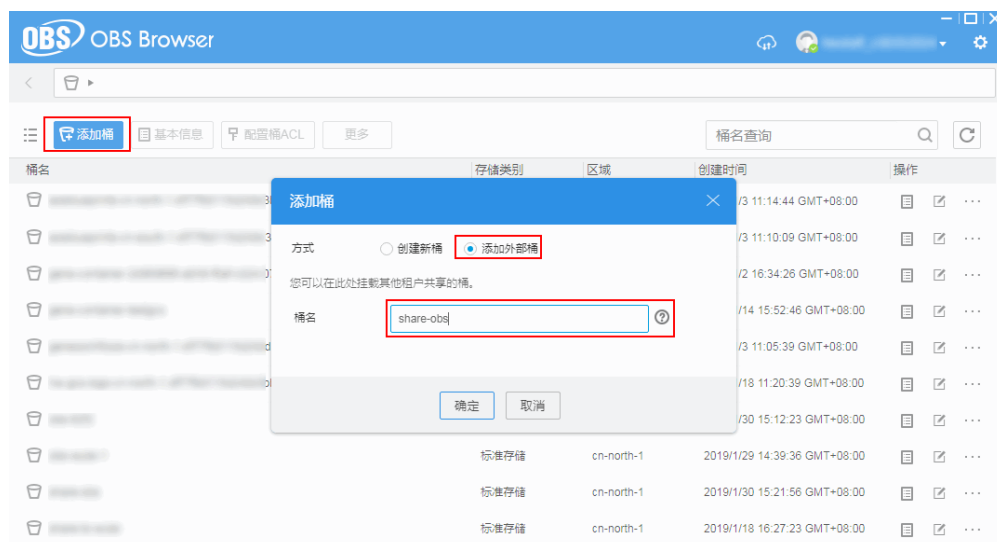 OBS OBS Browser
添加桶 基本信息 配置桶ACL 更多 桶名查询
桶名 存储类别 区域 创建时间 操作
添加桶
方式 创建新桶 添加外部桶
您可以在此处挂载其他租户共享的桶。
桶名 share-obs
确定 取消
/3 11:14:44 GMT+08:00
/3 11:10:09 GMT+08:00
/2 16:34:26 GMT+08:00
/14 15:52:46 GMT+08:00
/3 11:05:39 GMT+08:00
/18 11:20:39 GMT+08:00
/30 15:12:23 GMT+08:00
标准存储 cn-north-1 2019/1/29 14:39:36 GMT+08:00
标准存储 cn-north-1 2019/1/30 15:21:56 GMT+08:00
标准存储 cn-north-1 2019/1/18 16:27:23 GMT+08:00